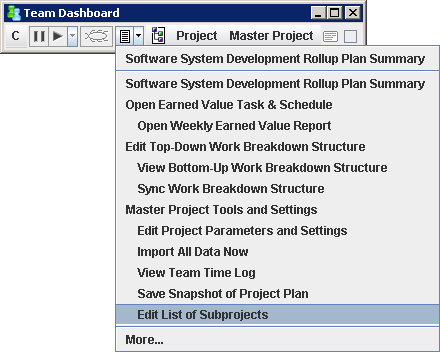 Team Dashboard
C Project Master Project
Software System Development Rollup Plan Summary
Software System Development Rollup Plan Summary
Open Earned Value Task & Schedule
Open Weekly Earned Value Report
Edit Top-Down Work Breakdown Structure
View Bottom-Up Work Breakdown Structure
Sync Work Breakdown Structure
Master Project Tools and Settings
Edit Project Parameters and Settings
Import All Data Now
View Team Time Log
Save Snapshot of Project Plan
Edit List of Subprojects
More...